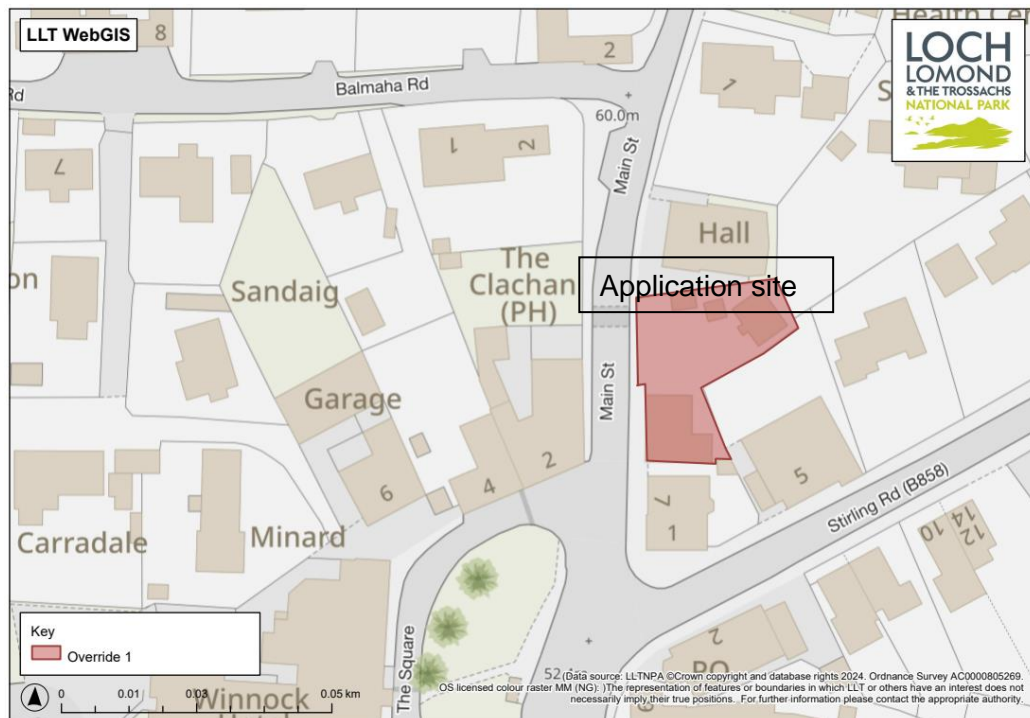 LLT WebGIS
8
2
Health Cen
LOCH
LOMOND
& THE TROSSACHS
NATIONAL PARK
Rd
Balmaha Rd
60.0m
1
S
7
1
2
Main St
Hall
on
Sandaig
The
Clachan
(PH)
Application site
Garage
Main St
2
4
6
5
7
1
Stirling Rd (B858)
Carradale
Minard
10
14
12
The Square
2
PO
9
Key
Override 1
Winnock
0
0.01
0.03
0.05 km
(Data source: LLTNPA ©Crown copyright and database rights 2024. Ordnance Survey AC0000805269.
OS licensed colour raster MM (NG): )The representation of features or boundaries in which LLT or others have an interest does not
necessarily imply their true positions. For further information please contact the appropriate authority.